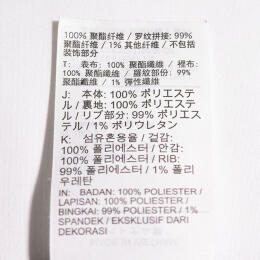 100% 聚酯纤维 / 罗纹拼接: 99%
聚酯纤维 / 1% 其他纤维 / 不包括
装饰部分
T: 表布: 100% 聚酯纖維 / 裡布:
100% 聚酯纖維 / 羅紋部份: 99%
聚酯纖維 / 1% 彈性纖維
J: 本体: 100% ポリエステ
ル / 裏地: 100% ポリエステ
ル / リブ部分: 99% ポリエス
テル / 1% ポリウレタン
K: 섬유혼용율 / 겉감:
100% 폴리에스터 / 안감:
100% 폴리에스터 / RIB:
99% 폴리에스터 / 1% 폴리
우레탄
IN: BADAN: 100% POLIESTER /
LAPISAN: 100% POLIESTER /
BINGKAI: 99% POLIESTER / 1%
SPANDEK / EKSKLUSIF DARI
DEKORASI